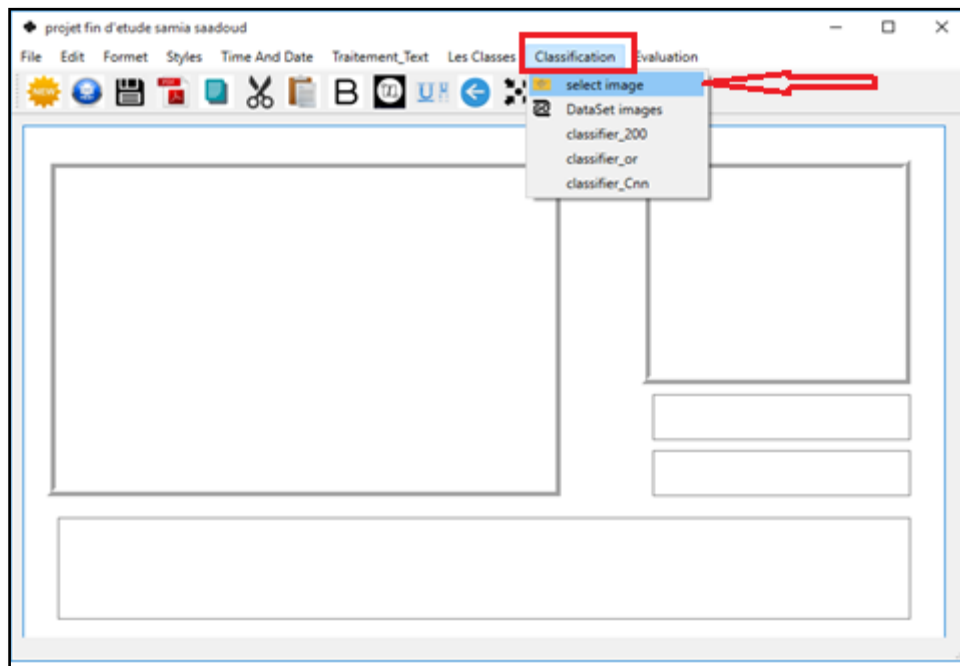 projet fin d'etude samia saadoud
File Edit Formet Styles Time And Date Traitement_Text Les Classes Classification Evaluation
NEW PDF B U
select image
DataSet images
classifier_200
classifier_or
classifier_Cnn